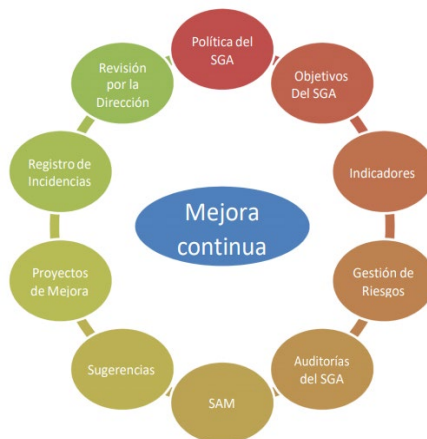 Política del
SGA
Objetivos
Del SGA
Indicadores
Gestión de
Riesgos
Auditorías
del SGA
SAM
Sugerencias
Proyectos
de Mejora
Registro de
Incidencias
Revisión
por la
Dirección
Mejora
continua